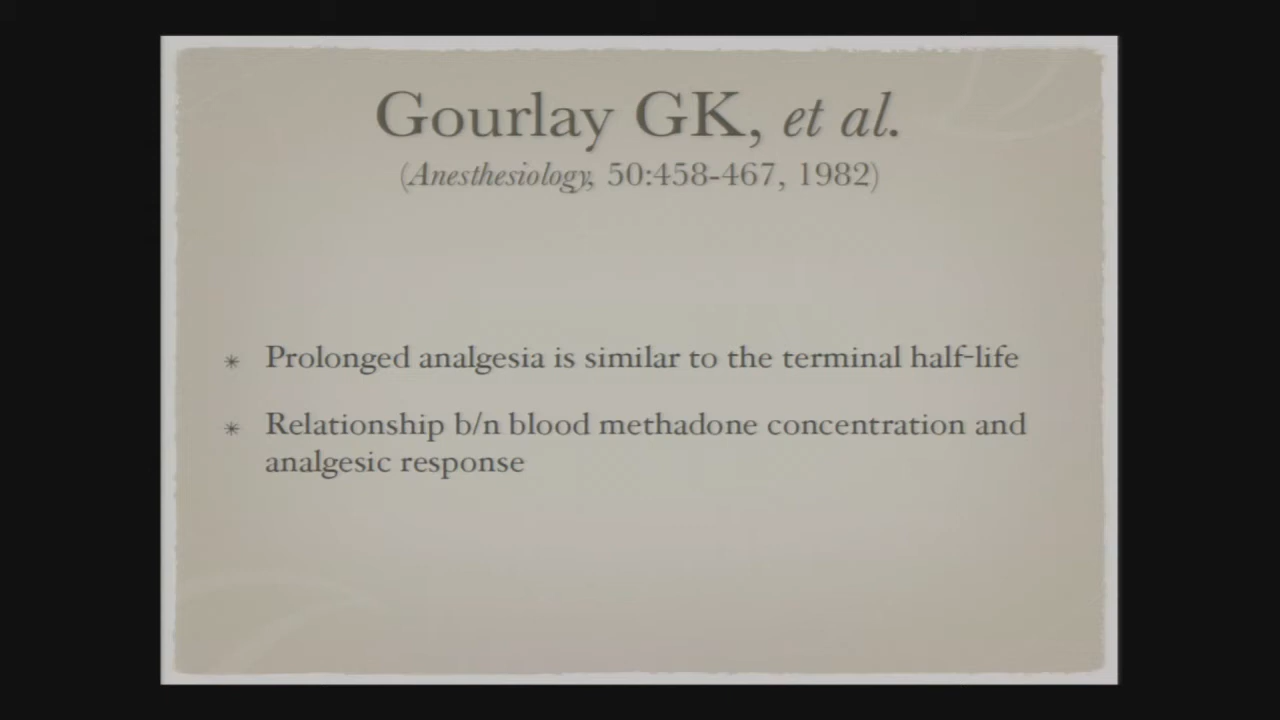 Gourlay GK, et al.
(Anesthesiology, 50:458-467, 1982)
* Prolonged analgesia is similar to the terminal half-life
* Relationship b/n blood methadone concentration and
analgesic response